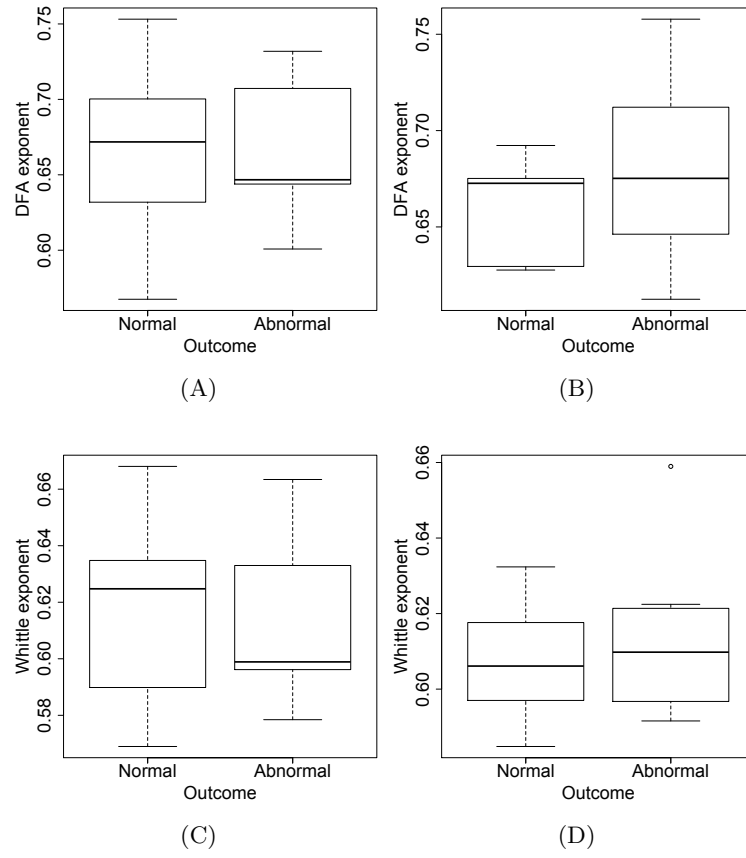 0.75
0.70
0.65
0.60
DFA exponent
Normal Abnormal
Outcome
(A)
0.75
0.70
0.65
DFA exponent
Normal Abnormal
Outcome
(B)
0.66
0.64
0.62
0.60
0.58
Whittle exponent
Normal Abnormal
Outcome
(C)
0.66
0.64
0.62
0.60
Whittle exponent
Normal Abnormal
Outcome
(D)